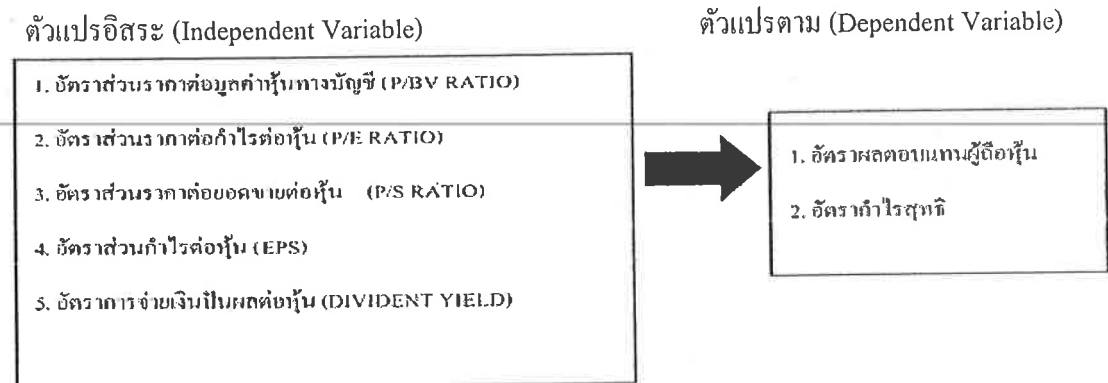 ตัวแปรอิสระ (Independent Variable)
1. อัตราส่วนราคาต่อมูลค่าหุ้นทางบัญชี (P/BV RATIO)
2. อัตราส่วนราคาต่อกำไรต่อหุ้น (P/E RATIO)
3. อัตราส่วนราคาต่อยอดขายต่อหุ้น (P/S RATIO)
4. อัตราส่วนกำไรต่อหุ้น (EPS)
5. อัตราการจ่ายเงินปันผลต่อหุ้น (DIVIDENT YIELD)
ตัวแปรตาม (Dependent Variable)
1. อัตราผลตอบแทนผู้ถือหุ้น
2. อัตรากำไรสุทธิ